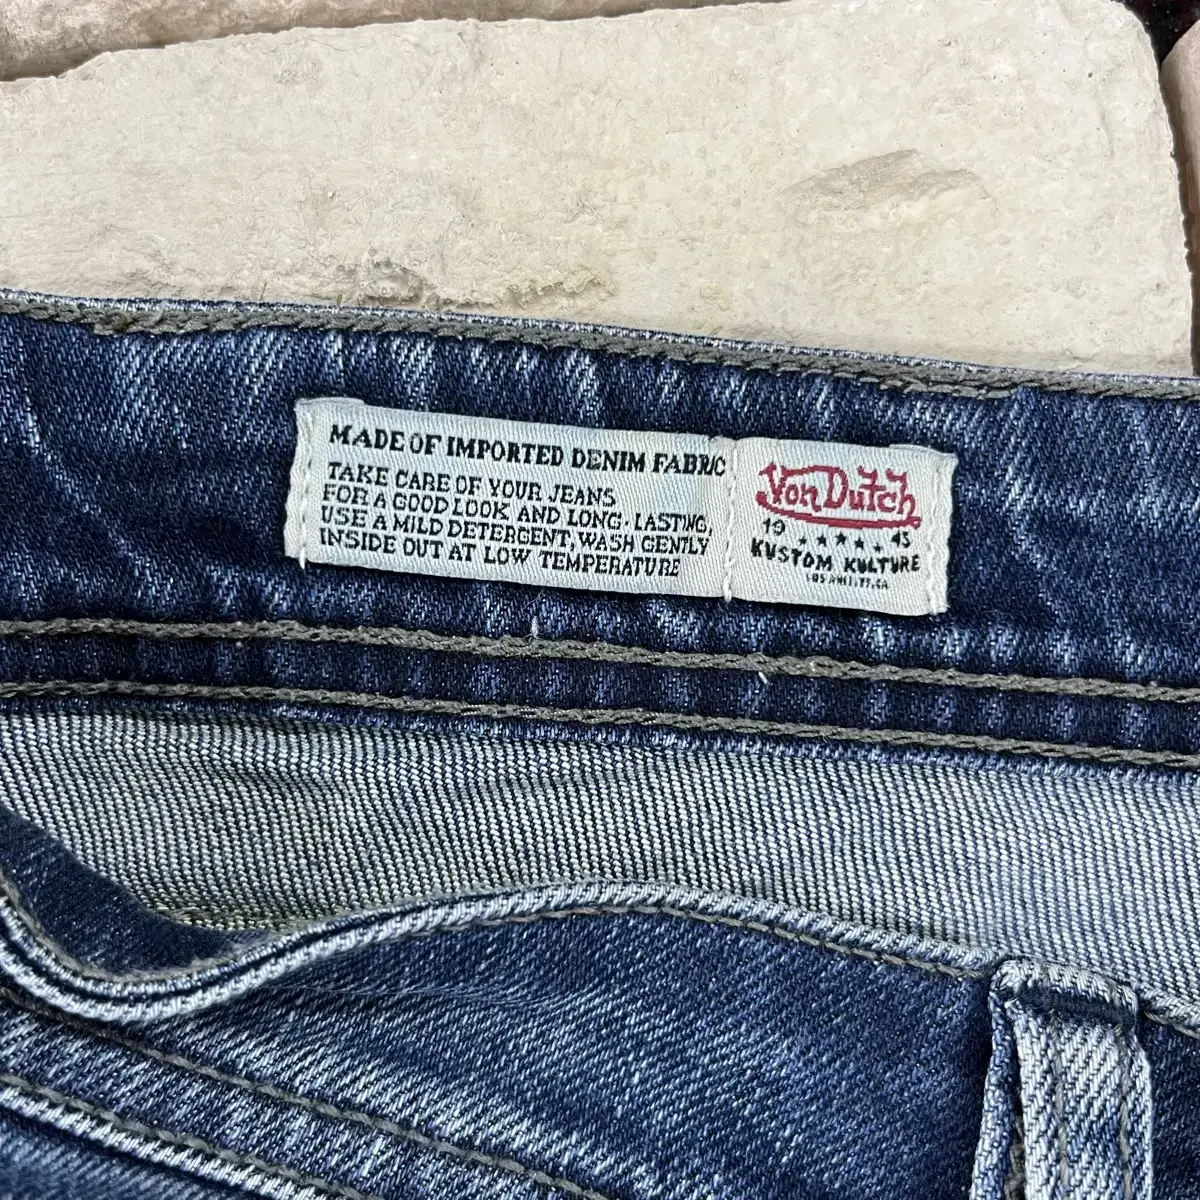 MADE OF IMPORTED DENIM FABRIC
TAKE CARE OF YOUR JEANS
FOR A GOOD LOOK AND LONG-LASTING,
USE A MILD DETERGENT, WASH GENTLY
INSIDE OUT AT LOW TEMPERATURE
Von Dutch
19 ★★★★★ 43
KUSTOM KULTURE